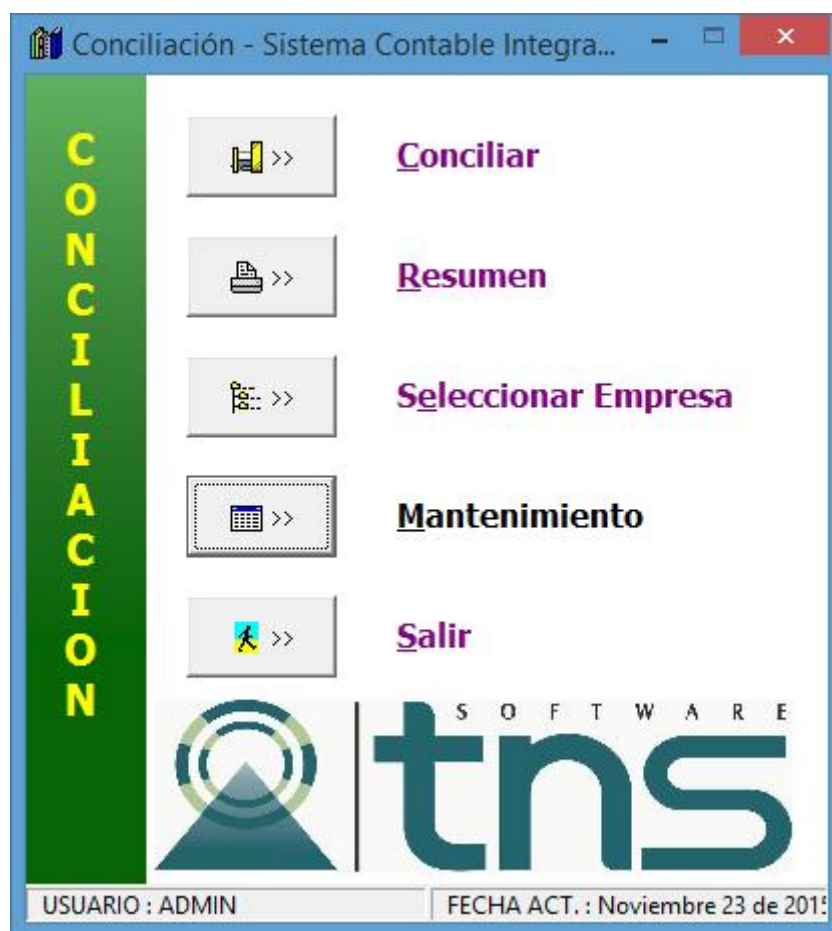 Conciliación - Sistema Contable Integra...
CONCILIACION
>> Conciliar
>> Resumen
>> Seleccionar Empresa
>> Mantenimiento
>> Salir
SOFTWARE
tns
USUARIO : ADMIN
FECHA ACT. : Noviembre 23 de 2015